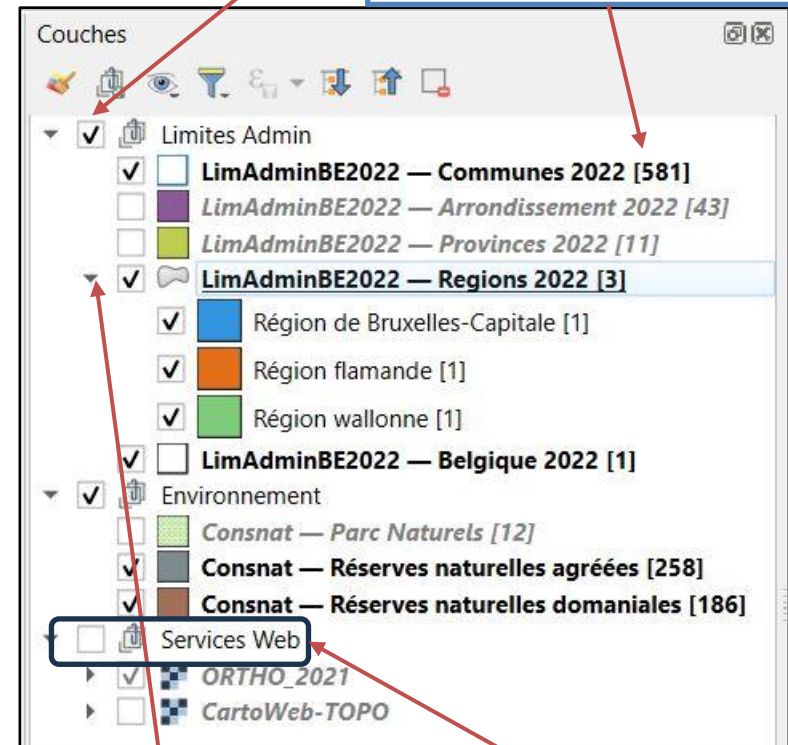 Couches
Limites Admin
LimAdminBE2022 — Communes 2022 [581]
LimAdminBE2022 — Arrondissement 2022 [43]
LimAdminBE2022 — Provinces 2022 [11]
LimAdminBE2022 — Regions 2022 [3]
Région de Bruxelles-Capitale [1]
Région flamande [1]
Région wallonne [1]
LimAdminBE2022 — Belgique 2022 [1]
Environnement
Consnat — Parc Naturels [12]
Consnat — Réserves naturelles agréées [258]
Consnat — Réserves naturelles domaniales [186]
Services Web
ORTHO_2021
CartoWeb-TOPO